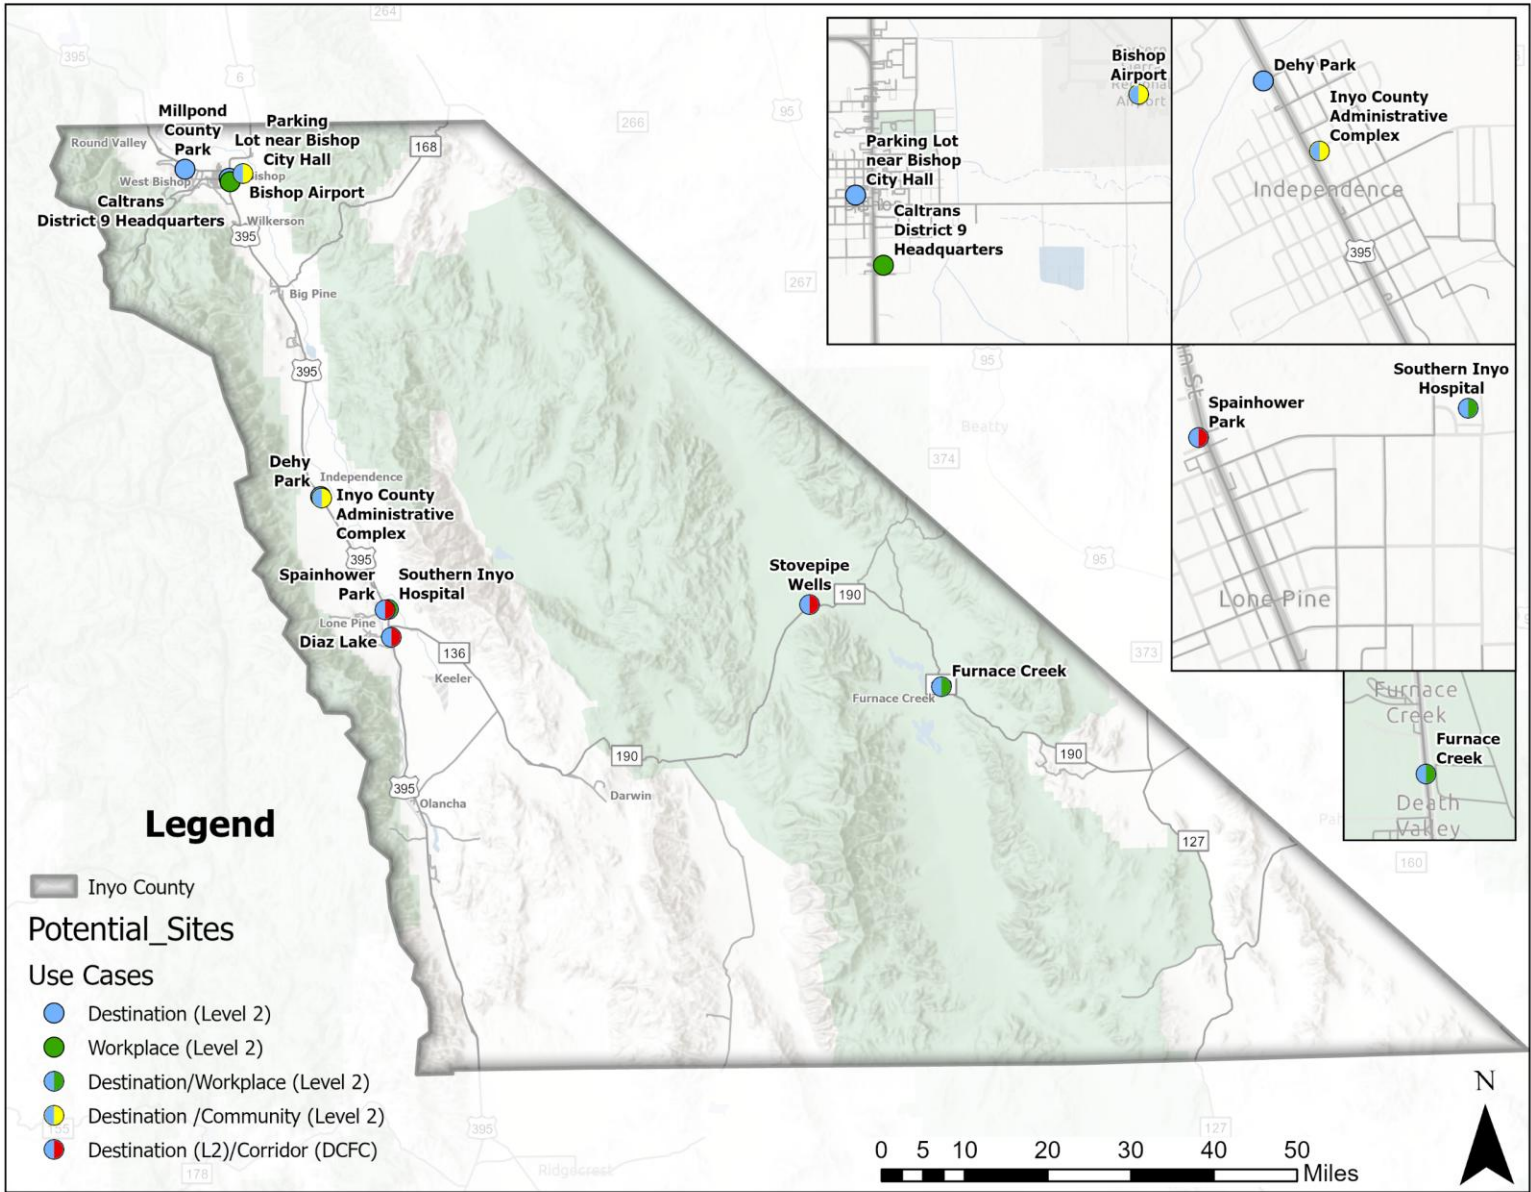 264
395
6
95
266
168
Millpond
County
Park
Parking
Lot near Bishop
City Hall
Round Valley
West Bishop
Bishop
Bishop Airport
Caltrans
District 9 Headquarters
Wilkerson
395
267
Big Pine
395
95
Beatty
374
Dehy
Park
Independence
Inyo County
Administrative
Complex
395
95
Spainhower
Park
Southern Inyo
Hospital
Lone Pine
Diaz Lake
136
Keeler
Stovepipe
Wells
190
373
Furnace Creek
Furnace Creek
190
190
Darwin
395
Olancha
127
160
395
127
155
178
Ridgecrest
Bishop
Airport
Airport
Parking Lot
near Bishop
City Hall
Caltrans
District 9
Headquarters
Dehy Park
Inyo County
Administrative
Complex
Independence
395
Southern Inyo
Hospital
Spainhower
Park
Lone Pine
Furnace
Creek
Furnace
Creek
Death
Valley
Legend
Inyo County
Potential_Sites
Use Cases
Destination (Level 2)
Workplace (Level 2)
Destination/Workplace (Level 2)
Destination /Community (Level 2)
Destination (L2)/Corridor (DCFC)
0 5 10 20 30 40 50
Miles
N